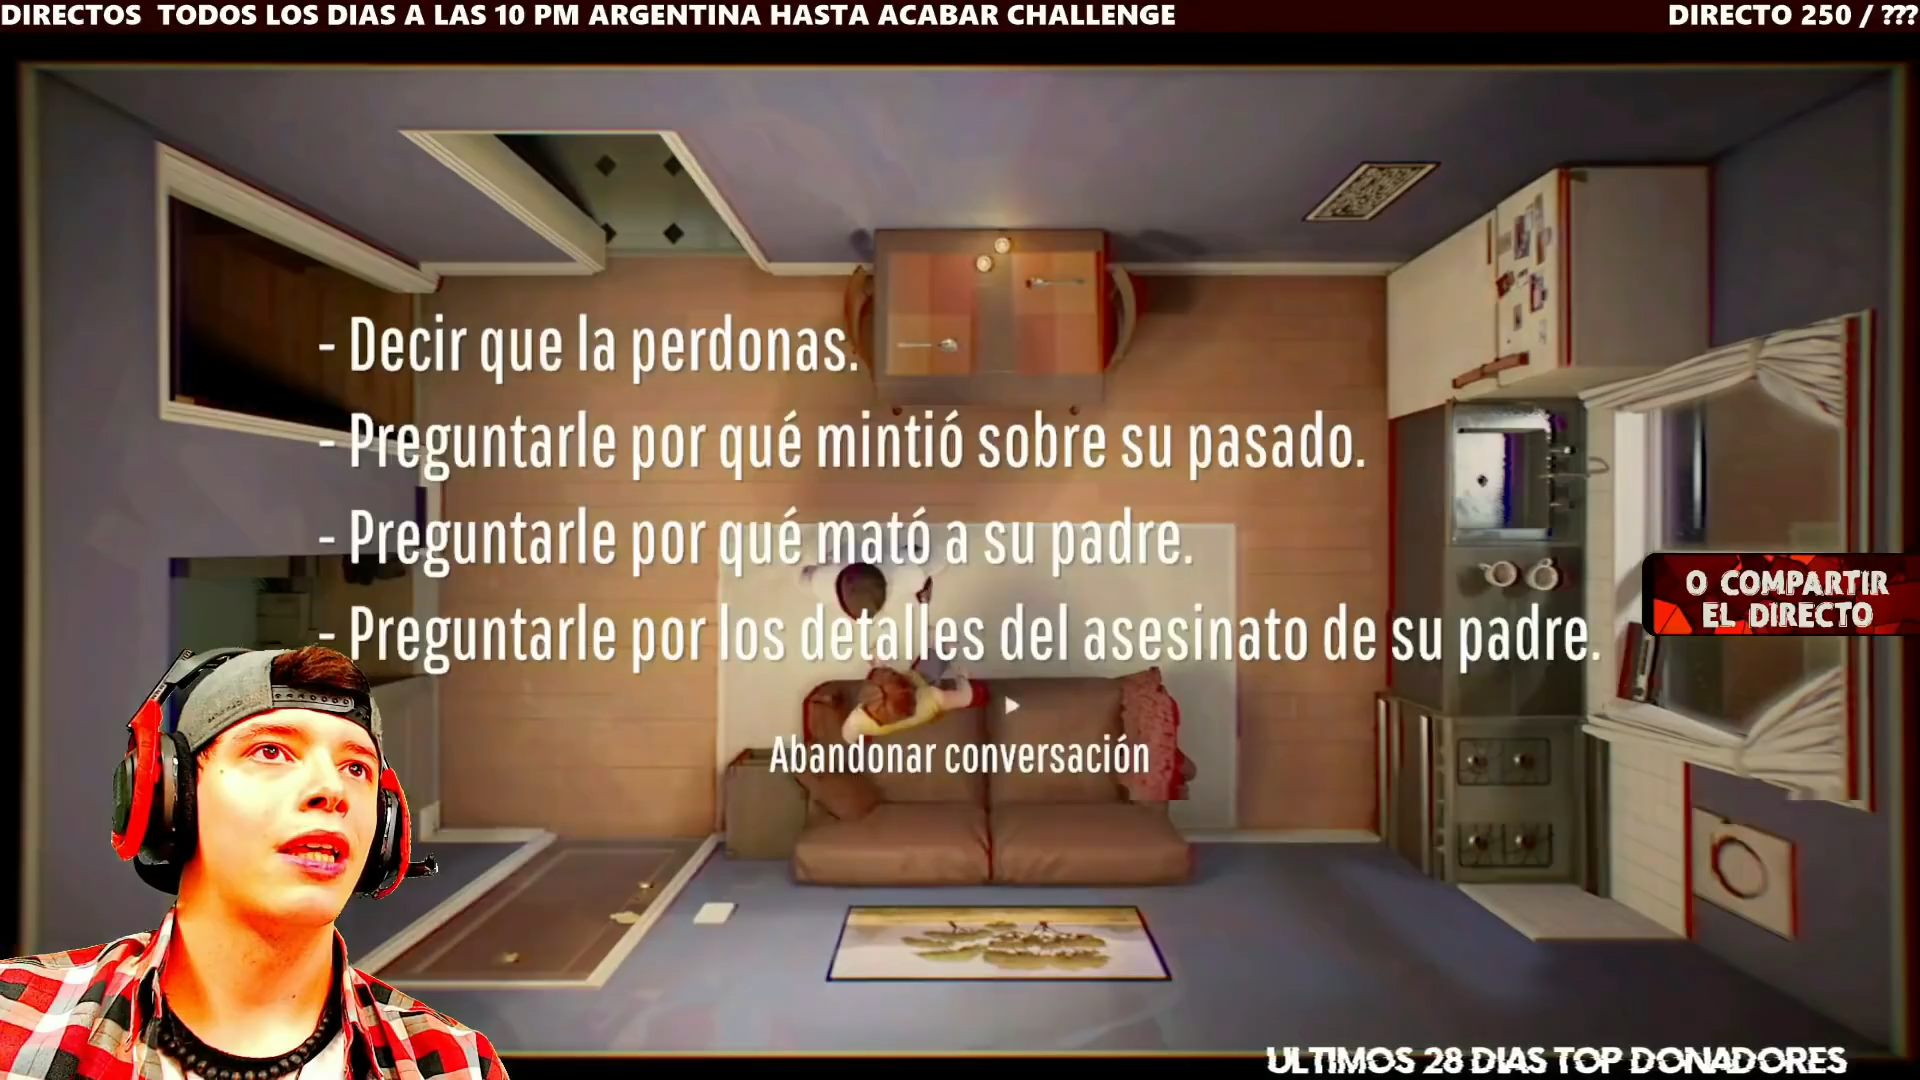 DIRECTOS TODOS LOS DIAS A LAS 10 PM ARGENTINA HASTA ACABAR CHALLENGE
DIRECTO 250 / ???
- Decir que la perdonas.
- Preguntarle por qué mintió sobre su pasado.
- Preguntarle por qué mató a su padre.
- Preguntarle por los detalles del asesinato de su padre.
O COMPARTIR
EL DIRECTO
Abandonar conversación
ULTIMOS 28 DIAS TOP DONADORES